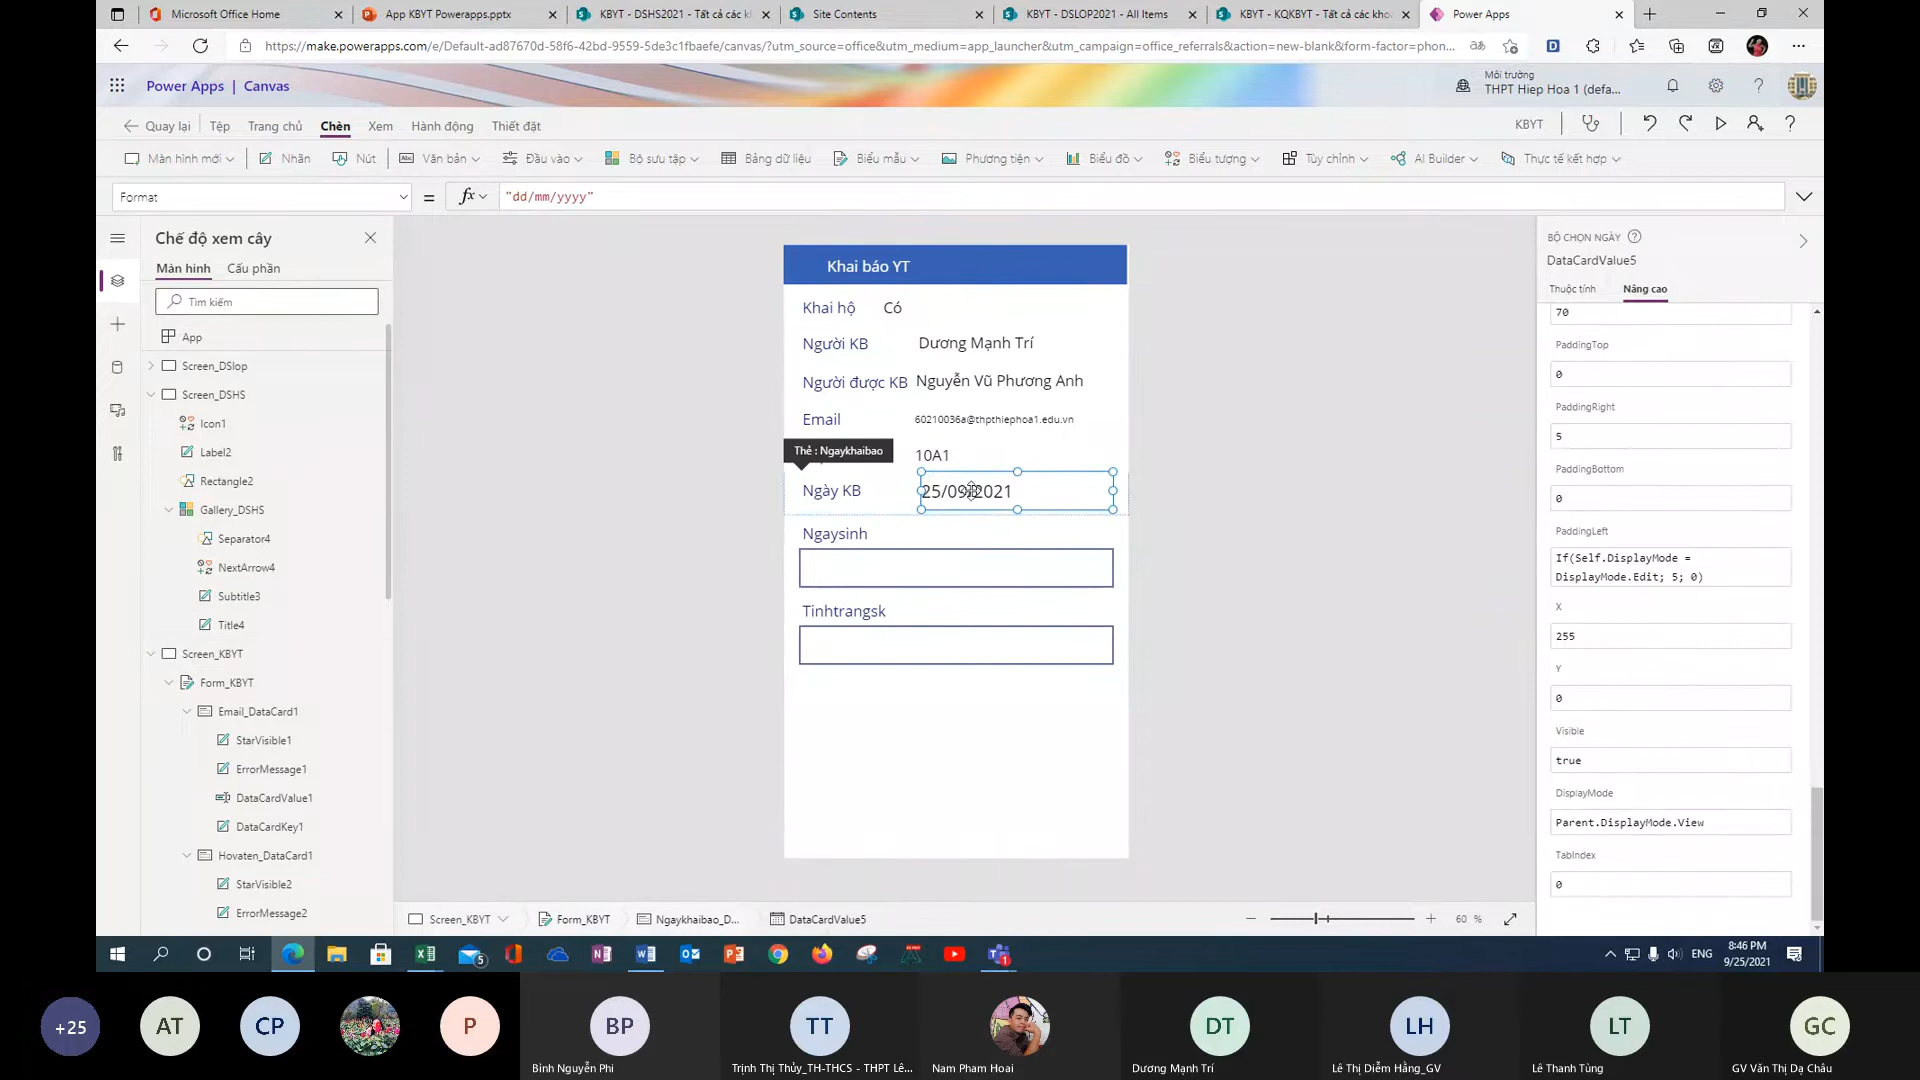 Microsoft Office Home
App KBYT Powerapps.pptx
KBYT - DSHS2021 - Tất cả các kl
Site Contents
KBYT - DSLOP2021 - All Items
KBYT - KQKBYT - Tất cả các kho
Power Apps
https://make.powerapps.com/e/Default-ad87670d-58f6-42bd-9559-5de3c1fbaefe/canvas/?utm_source=office&utm_medium=app_launcher&utm_campaign=office_referrals&action=new-blank&form-factor=phon...
Power Apps | Canvas
Môi trường
THPT Hiep Hoa 1 (defa...
Quay lại
Tệp
Trang chủ
Chèn
Xem
Hành động
Thiết đặt
KBYT
Màn hình mới
Nhãn
Nút
Văn bản
Đầu vào
Bộ sưu tập
Bảng dữ liệu
Biểu mẫu
Phương tiện
Biểu đồ
Biểu tượng
Tùy chỉnh
AI Builder
Thực tế kết hợp
Format
=
fx
"dd/mm/yyyy"
Chế độ xem cây
Màn hình
Cấu phần
Tìm kiếm
App
Screen_DSlop
Screen_DSHS
Icon1
Label2
Rectangle2
Gallery_DSHS
Separator4
NextArrow4
Subtitle3
Title4
Screen_KBYT
Form_KBYT
Email_DataCard1
StarVisible1
ErrorMessage1
DataCardValue1
DataCardKey1
Hovaten_DataCard1
StarVisible2
ErrorMessage2
Khai báo YT
Khai hộ Có
Người KB Dương Mạnh Trí
Người được KB Nguyễn Vũ Phương Anh
Email 60210036a@thpthiephoa1.edu.vn
Thẻ : Ngaykhaibao
10A1
Ngày KB 25/09/2021
Ngaysinh
Tinhtrangsk
Screen_KBYT
Form_KBYT
Ngaykhaibao_D...
DataCardValue5
60 %
BỘ CHỌN NGÀY
DataCardValue5
Thuộc tính
Nâng cao
70
PaddingTop
0
PaddingRight
5
PaddingBottom
0
PaddingLeft
If(Self.DisplayMode =
DisplayMode.Edit; 5; 0)
X
255
Y
0
Visible
true
DisplayMode
Parent.DisplayMode.View
TabIndex
0
5
1
ENG
8:46 PM
9/25/2021
+25
AT
CP
P
BP
TT
DT
LH
LT
GC
Bình Nguyễn Phi
Trịnh Thị Thủy_TH-THCS - THPT Lê...
Nam Pham Hoai
Dương Mạnh Trí
Lê Thị Diễm Hằng_GV
Lê Thanh Tùng
GV Văn Thị Dạ Châu